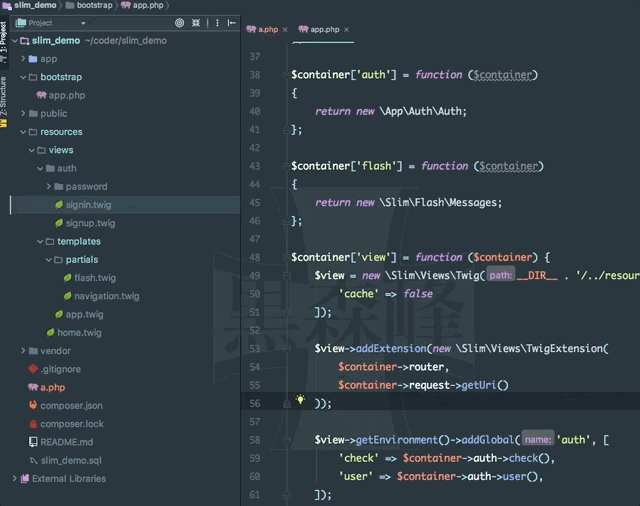 slim_demo bootstrap app.php
Project
a.php app.php
1: Project
Z: Structure
slim_demo ~/coder/slim_demo
app
bootstrap
app.php
public
resources
views
auth
password
signin.twig
signup.twig
templates
partials
flash.twig
navigation.twig
app.twig
home.twig
vendor
.gitignore
a.php
composer.json
composer.lock
README.md
slim_demo.sql
External Libraries
37
38 $container['auth'] = function ($container)
39 {
40 return new \App\Auth\Auth;
41 };
42
43 $container['flash'] = function ($container)
44 {
45 return new \Slim\Flash\Messages;
46 };
47
48 $container['view'] = function ($container) {
49 $view = new \Slim\Views\Twig( path: __DIR__ . '/../resour
50 'cache' => false
51 ]);
52
53 $view->addExtension(new \Slim\Views\TwigExtension(
54 $container->router,
55 $container->request->getUri()
56 ));
57
58 $view->getEnvironment()->addGlobal( name: 'auth', [
59 'check' => $container->auth->check(),
60 'user' => $container->auth->user(),
61 ]);
黑森峰